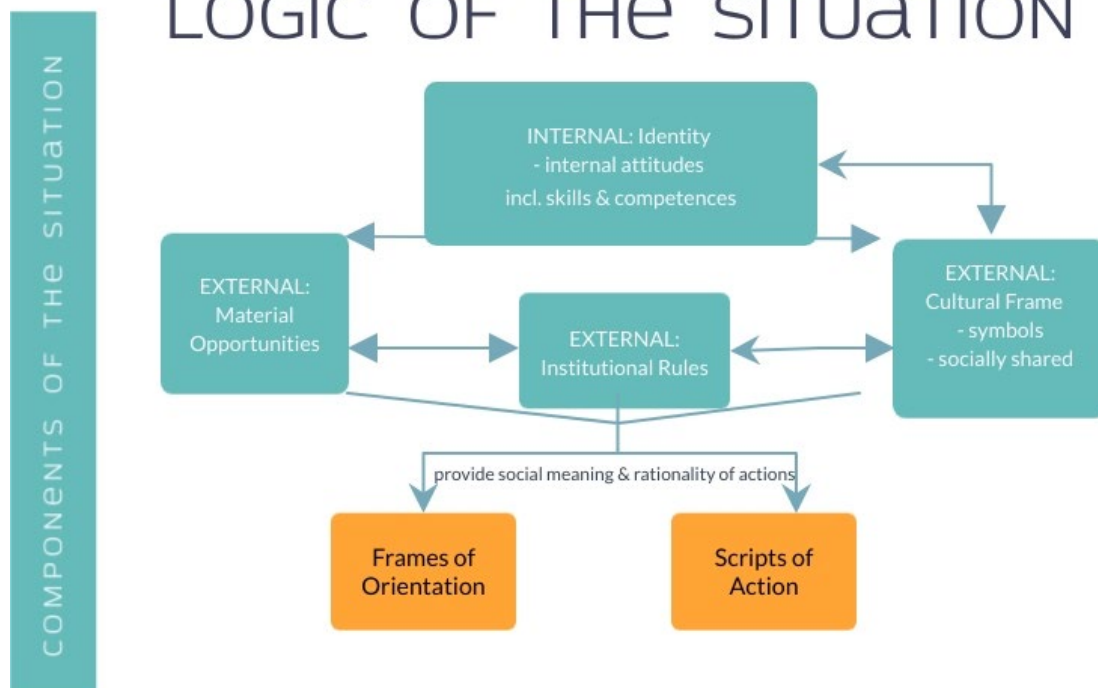 LOGIC OF THE SITUATION
COMPONENTS OF THE SITUATION
INTERNAL: Identity
- internal attitudes
incl. skills & competences
EXTERNAL:
Material
Opportunities
EXTERNAL:
Institutional Rules
EXTERNAL:
Cultural Frame
- symbols
- socially shared
provide social meaning & rationality of actions
Frames of
Orientation
Scripts of
Action